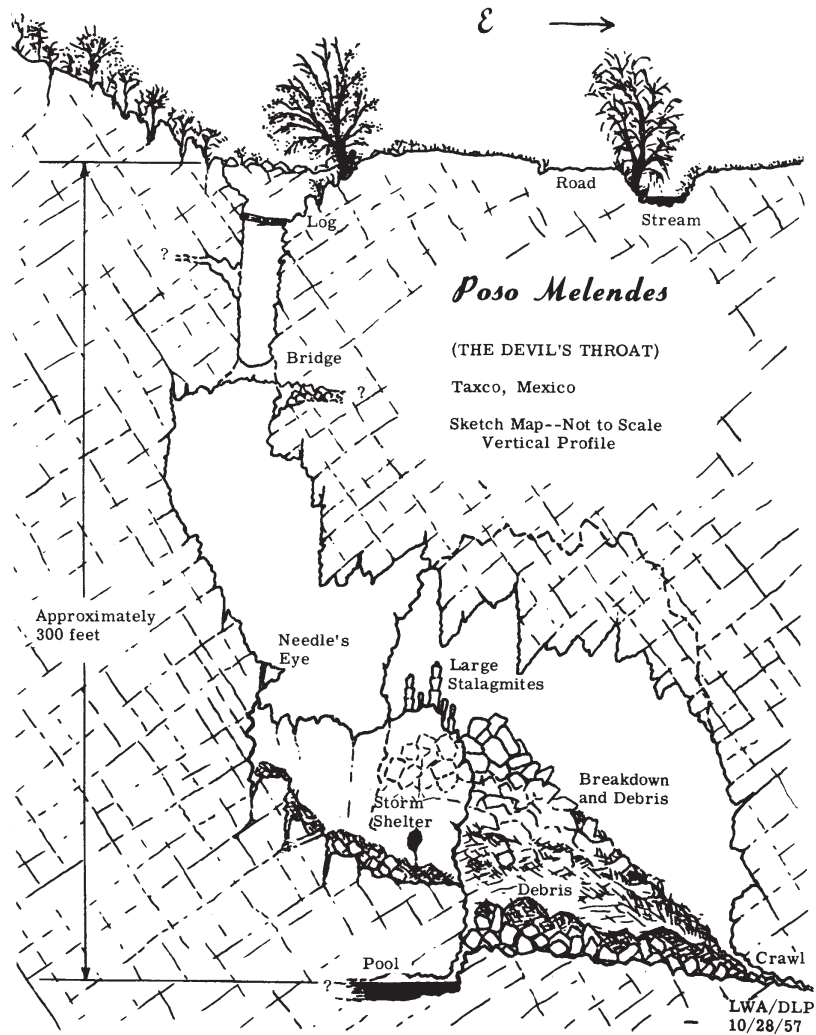 E
Road
Stream
Log
?
Poso Melendes
(THE DEVIL'S THROAT)
Taxco, Mexico
Sketch Map--Not to Scale
Vertical Profile
Bridge
?
Approximately
300 feet
Needle's
Eye
Large
Stalagmites
Breakdown
and Debris
Storm
Shelter
Debris
Pool
?
Crawl
LWA/DLP
10/28/57